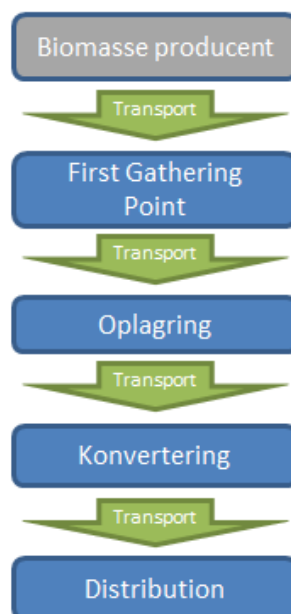 Biomasse producent
Transport
First Gathering
Point
Transport
Oplagring
Transport
Konvertering
Transport
Distribution